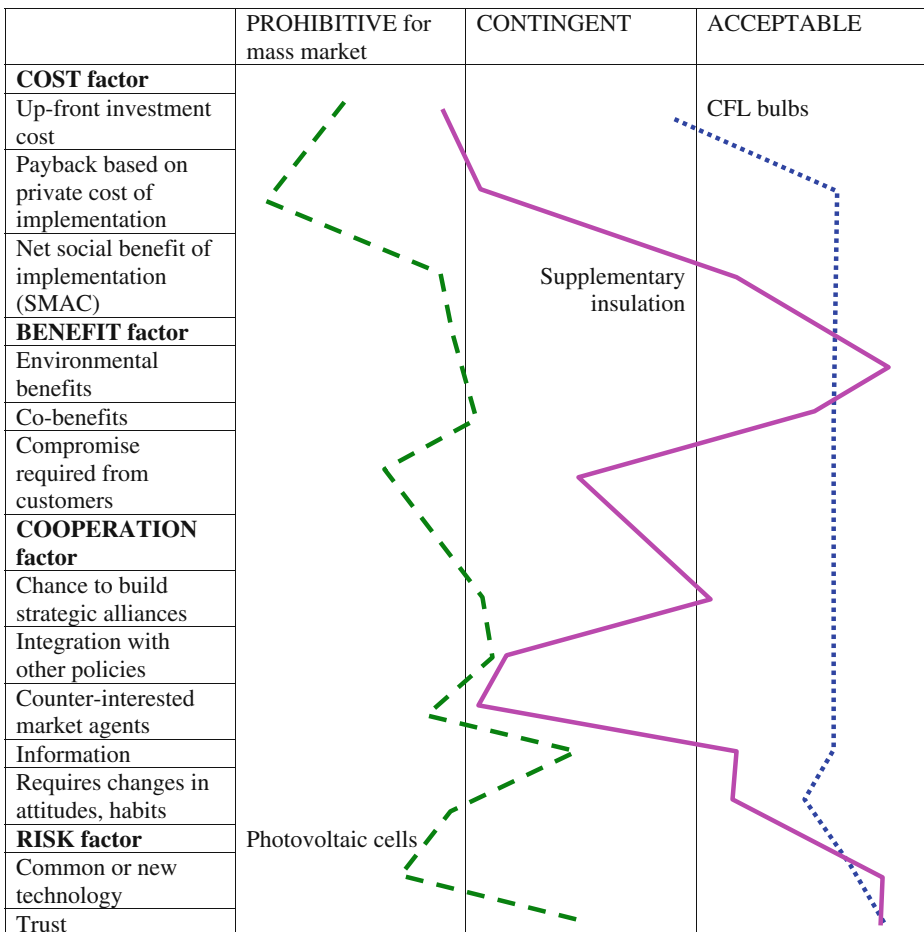 PROHIBITIVE for
mass market
CONTINGENT
ACCEPTABLE
COST factor
Up-front investment
cost
CFL bulbs
Payback based on
private cost of
implementation
Net social benefit of
implementation
(SMAC)
Supplementary
insulation
BENEFIT factor
Environmental
benefits
Co-benefits
Compromise
required from
customers
COOPERATION
factor
Chance to build
strategic alliances
Integration with
other policies
Counter-interested
market agents
Information
Requires changes in
attitudes, habits
RISK factor
Photovoltaic cells
Common or new
technology
Trust